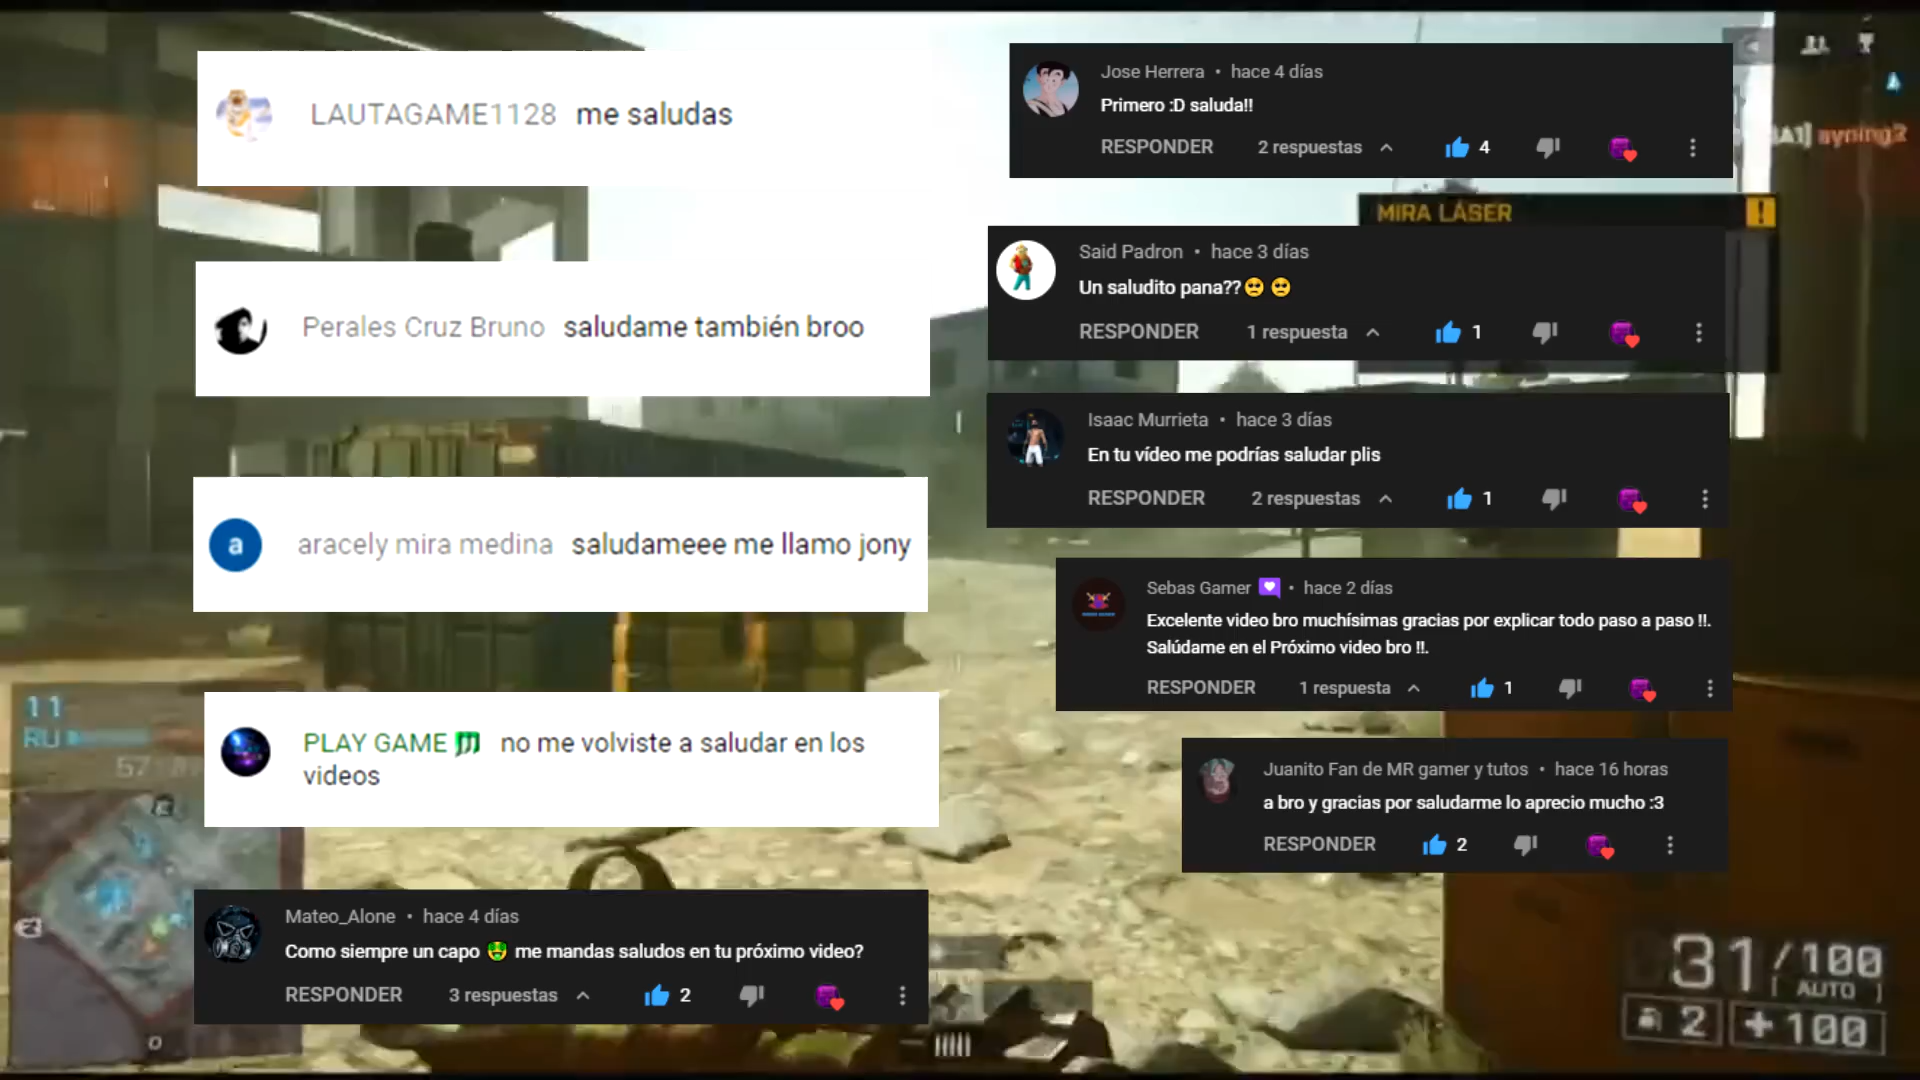 LAUTAGAME1128 me saludas
Perales Cruz Bruno saludame también broo
a
aracely mira medina saludameee me llamo jony
PLAY GAME no me volviste a saludar en los
videos
Mateo_Alone • hace 4 días
Como siempre un capo 🤑 me mandas saludos en tu próximo video?
RESPONDER 3 respuestas 2
Jose Herrera • hace 4 días
Primero :D saluda!!
RESPONDER 2 respuestas 4
MIRA LÁSER
Said Padron • hace 3 días
Un saludito pana??🥺 🥺
RESPONDER 1 respuesta 1
Isaac Murrieta • hace 3 días
En tu vídeo me podrías saludar plis
RESPONDER 2 respuestas 1
Sebas Gamer • hace 2 días
Excelente video bro muchísimas gracias por explicar todo paso a paso !!.
Salúdame en el Próximo video bro !!.
RESPONDER 1 respuesta 1
Juanito Fan de MR gamer y tutos • hace 16 horas
a bro y gracias por saludarme lo aprecio mucho :3
RESPONDER 2
11
RU
31/100
[ AUTO ]
2 +100